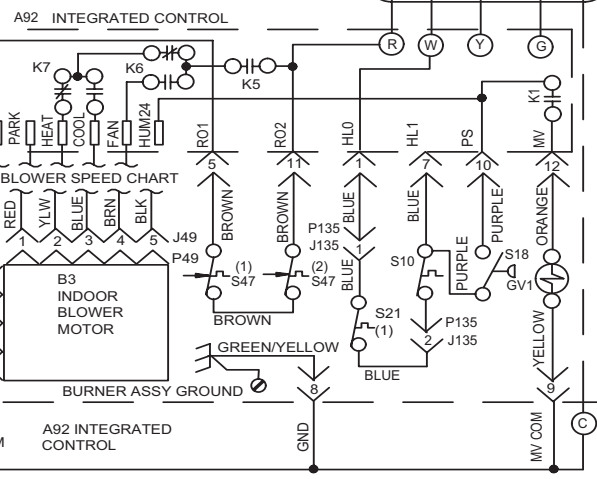 A92 INTEGRATED CONTROL
R
W
Y
G
K7
K6
K5
K1
PARK
HEAT
COOL
FAN
HUM24
RO1
RO2
HL0
HL1
PS
MV
5
11
1
7
10
12
BLOWER SPEED CHART
RED
YLW
BLUE
BRN
BLK
BROWN
BROWN
BLUE
BLUE
PURPLE
ORANGE
1
2
3
4
5
J49
P49
P135
J135
1
(1)
S47
(2)
S47
BLUE
S10
PURPLE
S18
GV1
B3
INDOOR
BLOWER
MOTOR
BROWN
S21
(1)
P135
J135
2
GREEN/YELLOW
YELLOW
BLUE
BURNER ASSY GROUND
8
9
A92 INTEGRATED
CONTROL
GND
MV COM
C